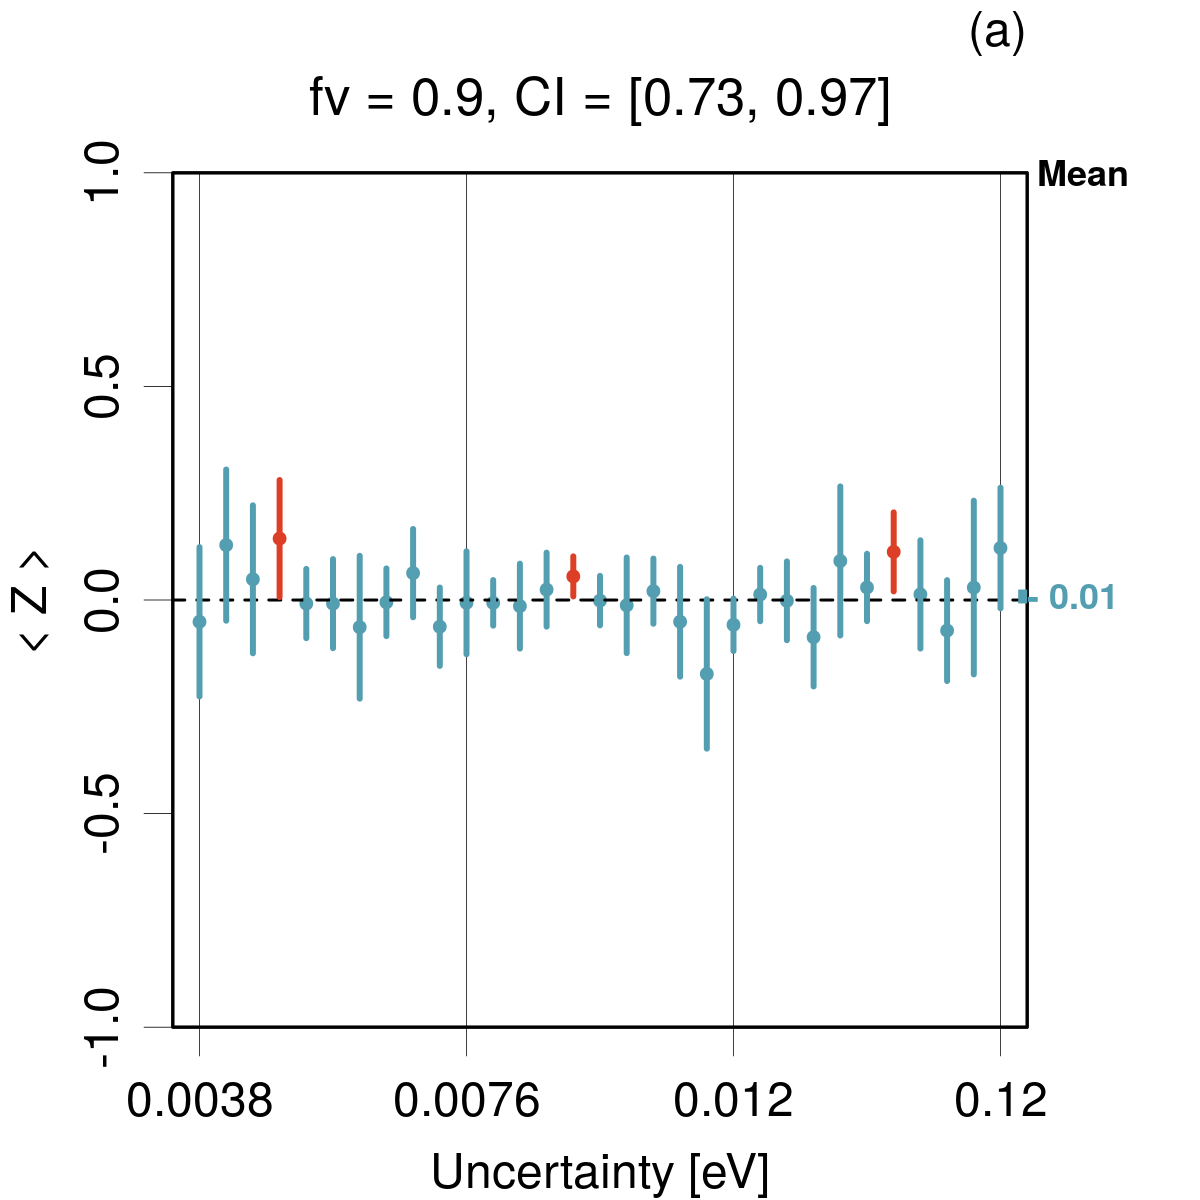 (a)
fv = 0.9, CI = [0.73, 0.97]
Mean
1.0
0.5
0.0
-0.5
-1.0
< Z >
0.01
0.0038 0.0076 0.012 0.12
Uncertainty [eV]